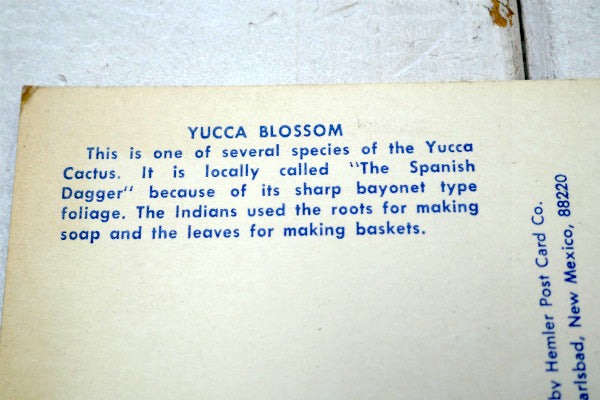 YUCCA BLOSSOM
This is one of several species of the Yucca
Cactus. It is locally called "The Spanish
Dagger" because of its sharp bayonet type
foliage. The Indians used the roots for making
soap and the leaves for making baskets.
by Hemler Post Card Co.
arlsbad, New Mexico, 88220